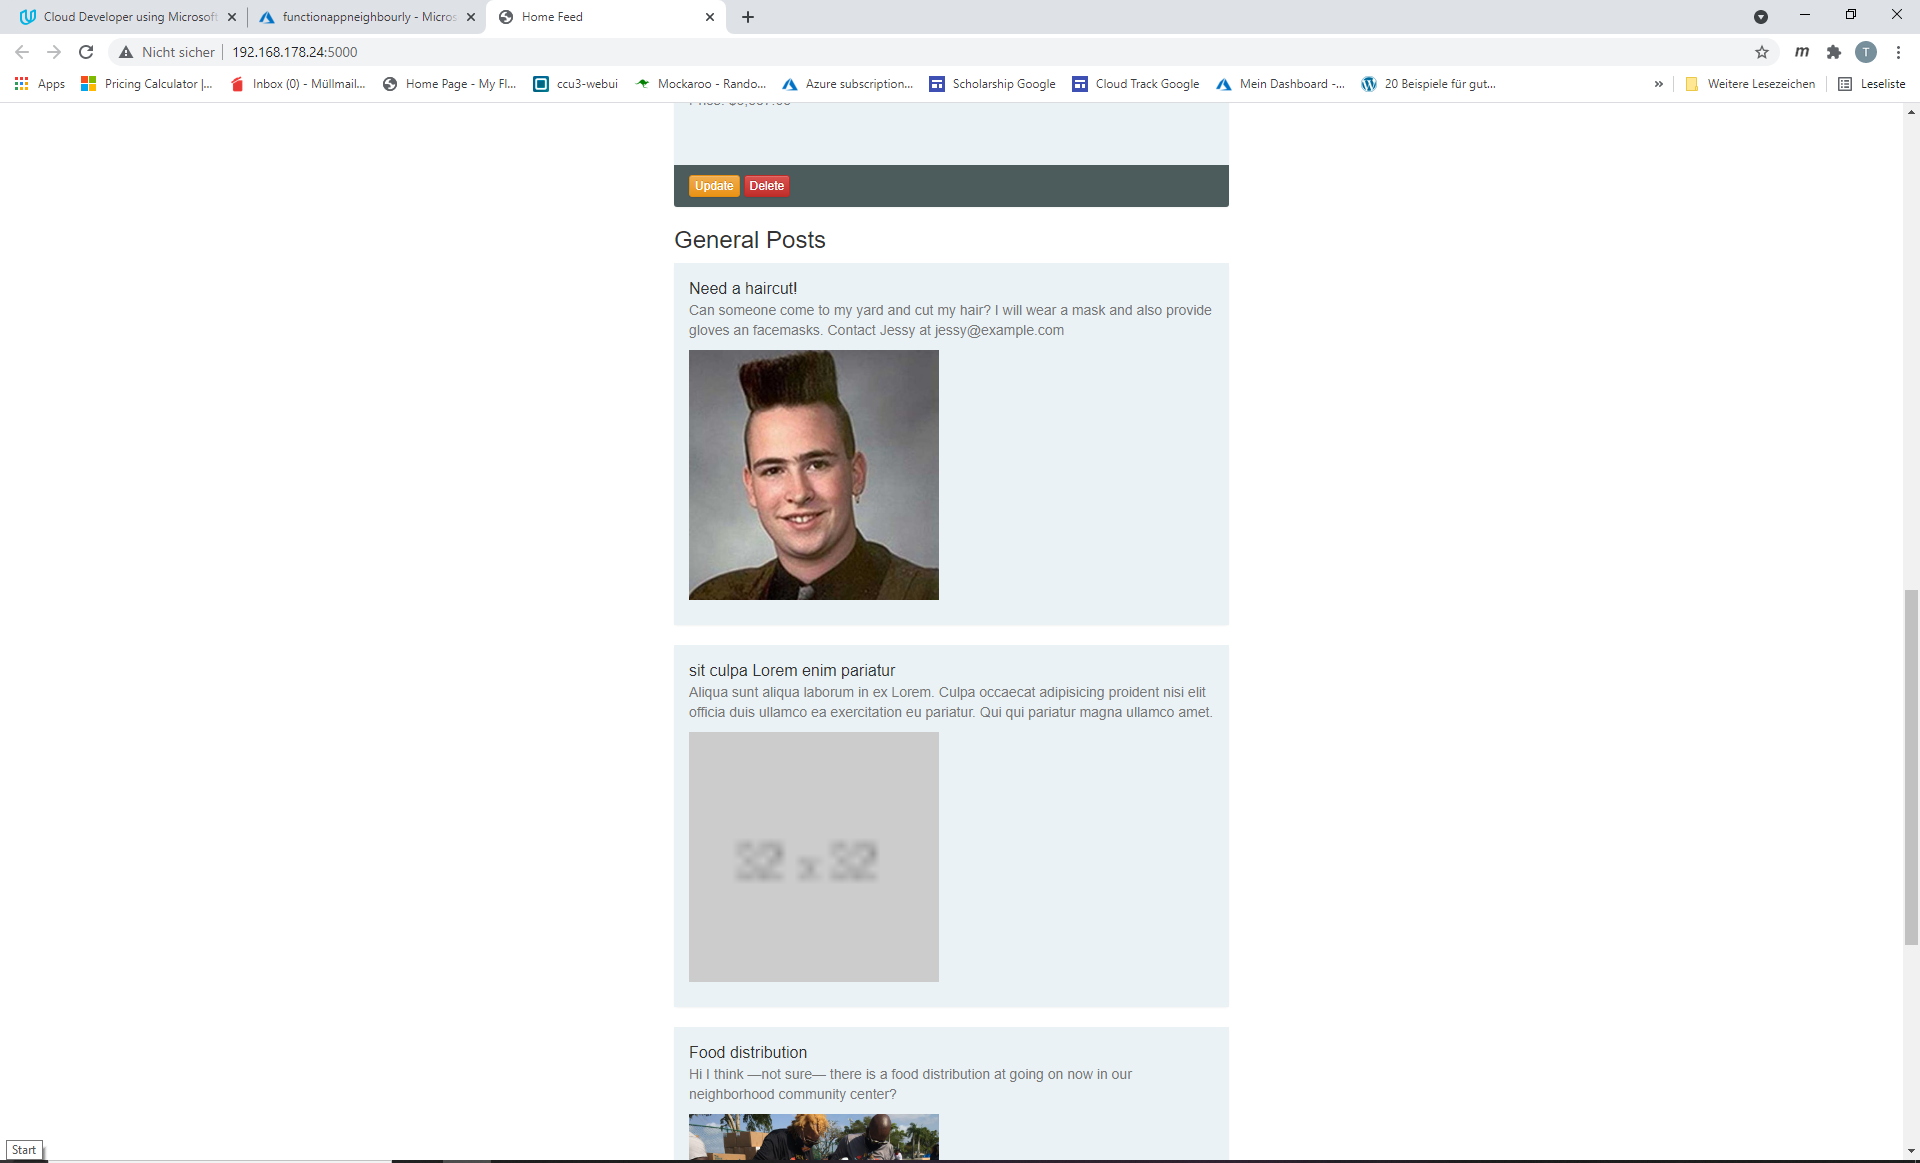 Cloud Developer using Microsoft
functionappneighbourly - Micros
Home Feed
Nicht sicher
192.168.178.24:5000
m
T
Apps
Pricing Calculator |...
Inbox (0) - Müllmail...
Home Page - My Fl...
ccu3-webui
Mockaroo - Rando...
Azure subscription...
Scholarship Google
Cloud Track Google
Mein Dashboard -...
20 Beispiele für gut...
»
Weitere Lesezeichen
Leseliste
Update
Delete
General Posts
Need a haircut!
Can someone come to my yard and cut my hair? I will wear a mask and also provide
gloves an facemasks. Contact Jessy at jessy@example.com
sit culpa Lorem enim pariatur
Aliqua sunt aliqua laborum in ex Lorem. Culpa occaecat adipisicing proident nisi elit
officia duis ullamco ea exercitation eu pariatur. Qui qui pariatur magna ullamco amet.
32 x 32
Food distribution
Hi I think —not sure— there is a food distribution at going on now in our
neighborhood community center?
Start